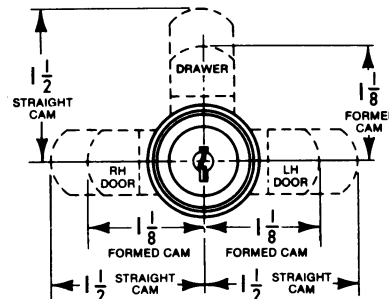 DRAWER
1 1/2
STRAIGHT
CAM
1 1/8
FORMED
CAM
RH
DOOR
LH
DOOR
1 1/8
1 1/8
FORMED CAM
FORMED CAM
1 1/2
STRAIGHT
CAM
1 1/2
STRAIGHT
CAM